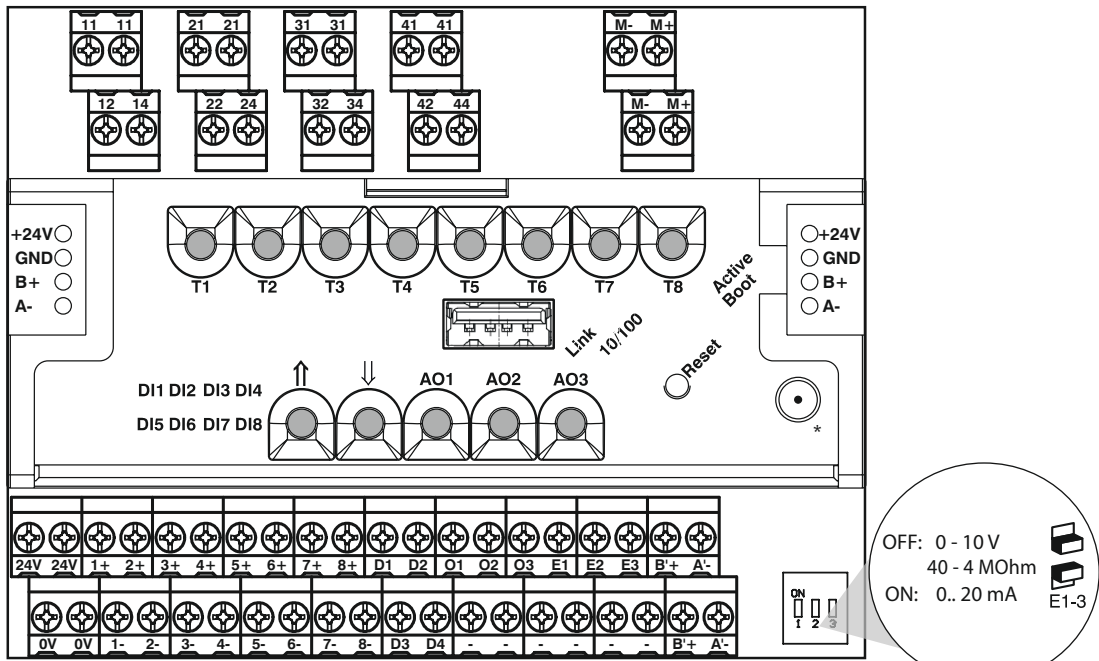 11 11 21 21 31 31 41 41 M- M+
12 14 22 24 32 34 42 44 M- M+
+24V
GND
B+
A-
T1 T2 T3 T4 T5 T6 T7 T8
Active
Boot
+24V
GND
B+
A-
Link
10/100
Reset
DI1 DI2 DI3 DI4
DI5 DI6 DI7 DI8
⇑ ⇓ AO1 AO2 AO3
*
24V 24V 1+ 2+ 3+ 4+ 5+ 6+ 7+ 8+ D1 D2 O1 O2 O3 E1 E2 E3 B'+ A'-
0V 0V 1- 2- 3- 4- 5- 6- 7- 8- D3 D4 - - - - - - B'+ A'-
ON
1 2 3
OFF: 0 - 10 V
40 - 4 MOhm
ON: 0.. 20 mA
E1-3